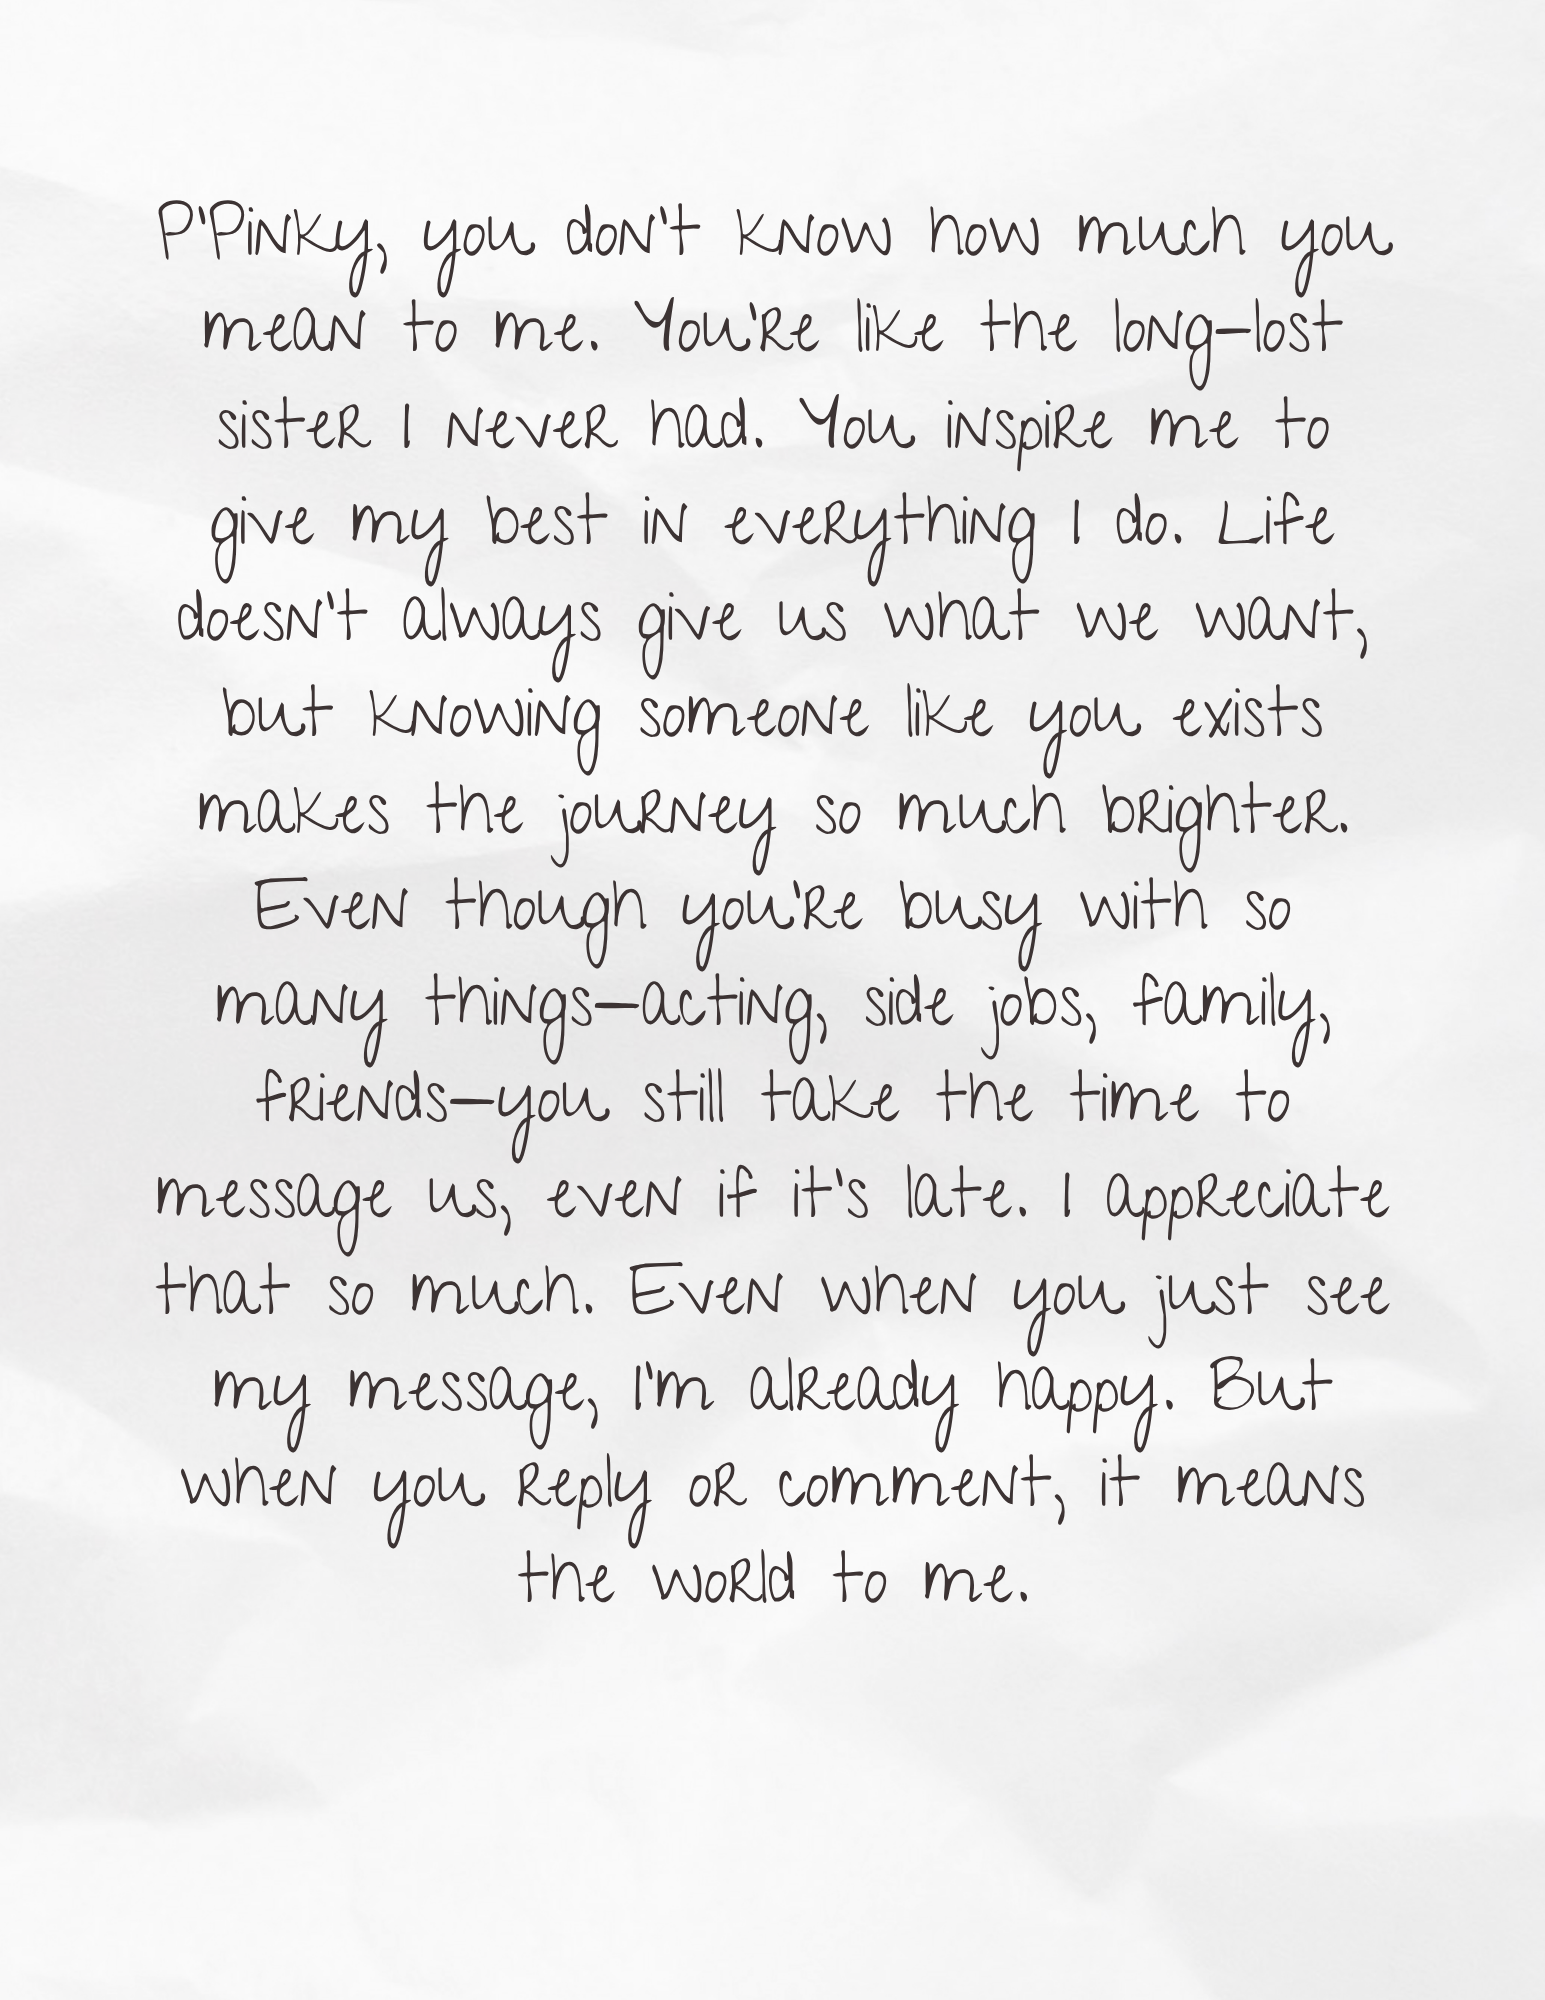 P'Pinky, you don't know how much you
mean to me. You're like the long-lost
sister I never had. You inspire me to
give my best in everything I do. Life
doesn't always give us what we want,
but knowing someone like you exists
makes the journey so much brighter.
Even though you're busy with so
many things—acting, side jobs, family,
friends—you still take the time to
message us, even if it's late. I appreciate
that so much. Even when you just see
my message, I'm already happy. But
when you reply or comment, it means
the world to me.